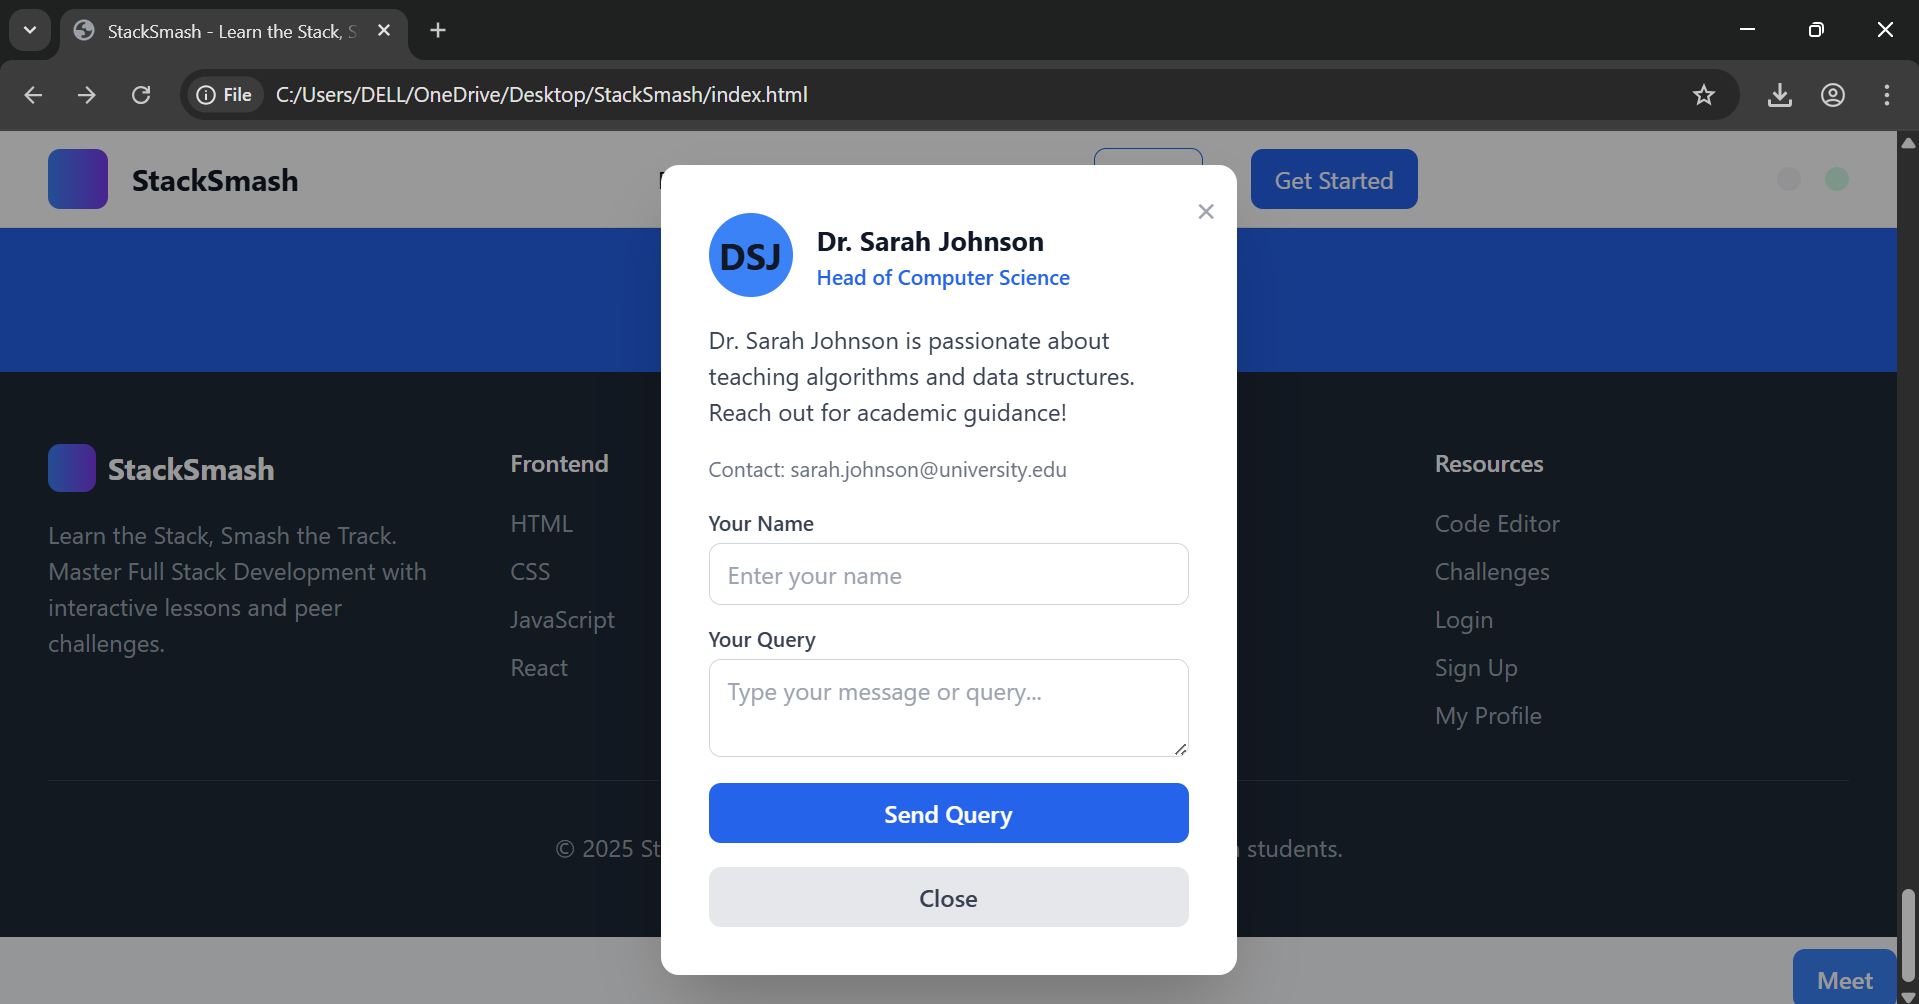 StackSmash - Learn the Stack, S
File
C:/Users/DELL/OneDrive/Desktop/StackSmash/index.html
StackSmash
Get Started
DSJ
Dr. Sarah Johnson
Head of Computer Science
Dr. Sarah Johnson is passionate about
teaching algorithms and data structures.
Reach out for academic guidance!
Contact: sarah.johnson@university.edu
Your Name
Enter your name
Your Query
Type your message or query...
Send Query
Close
StackSmash
Learn the Stack, Smash the Track.
Master Full Stack Development with
interactive lessons and peer
challenges.
Frontend
HTML
CSS
JavaScript
React
Resources
Code Editor
Challenges
Login
Sign Up
My Profile
© 2025 St
students.
Meet